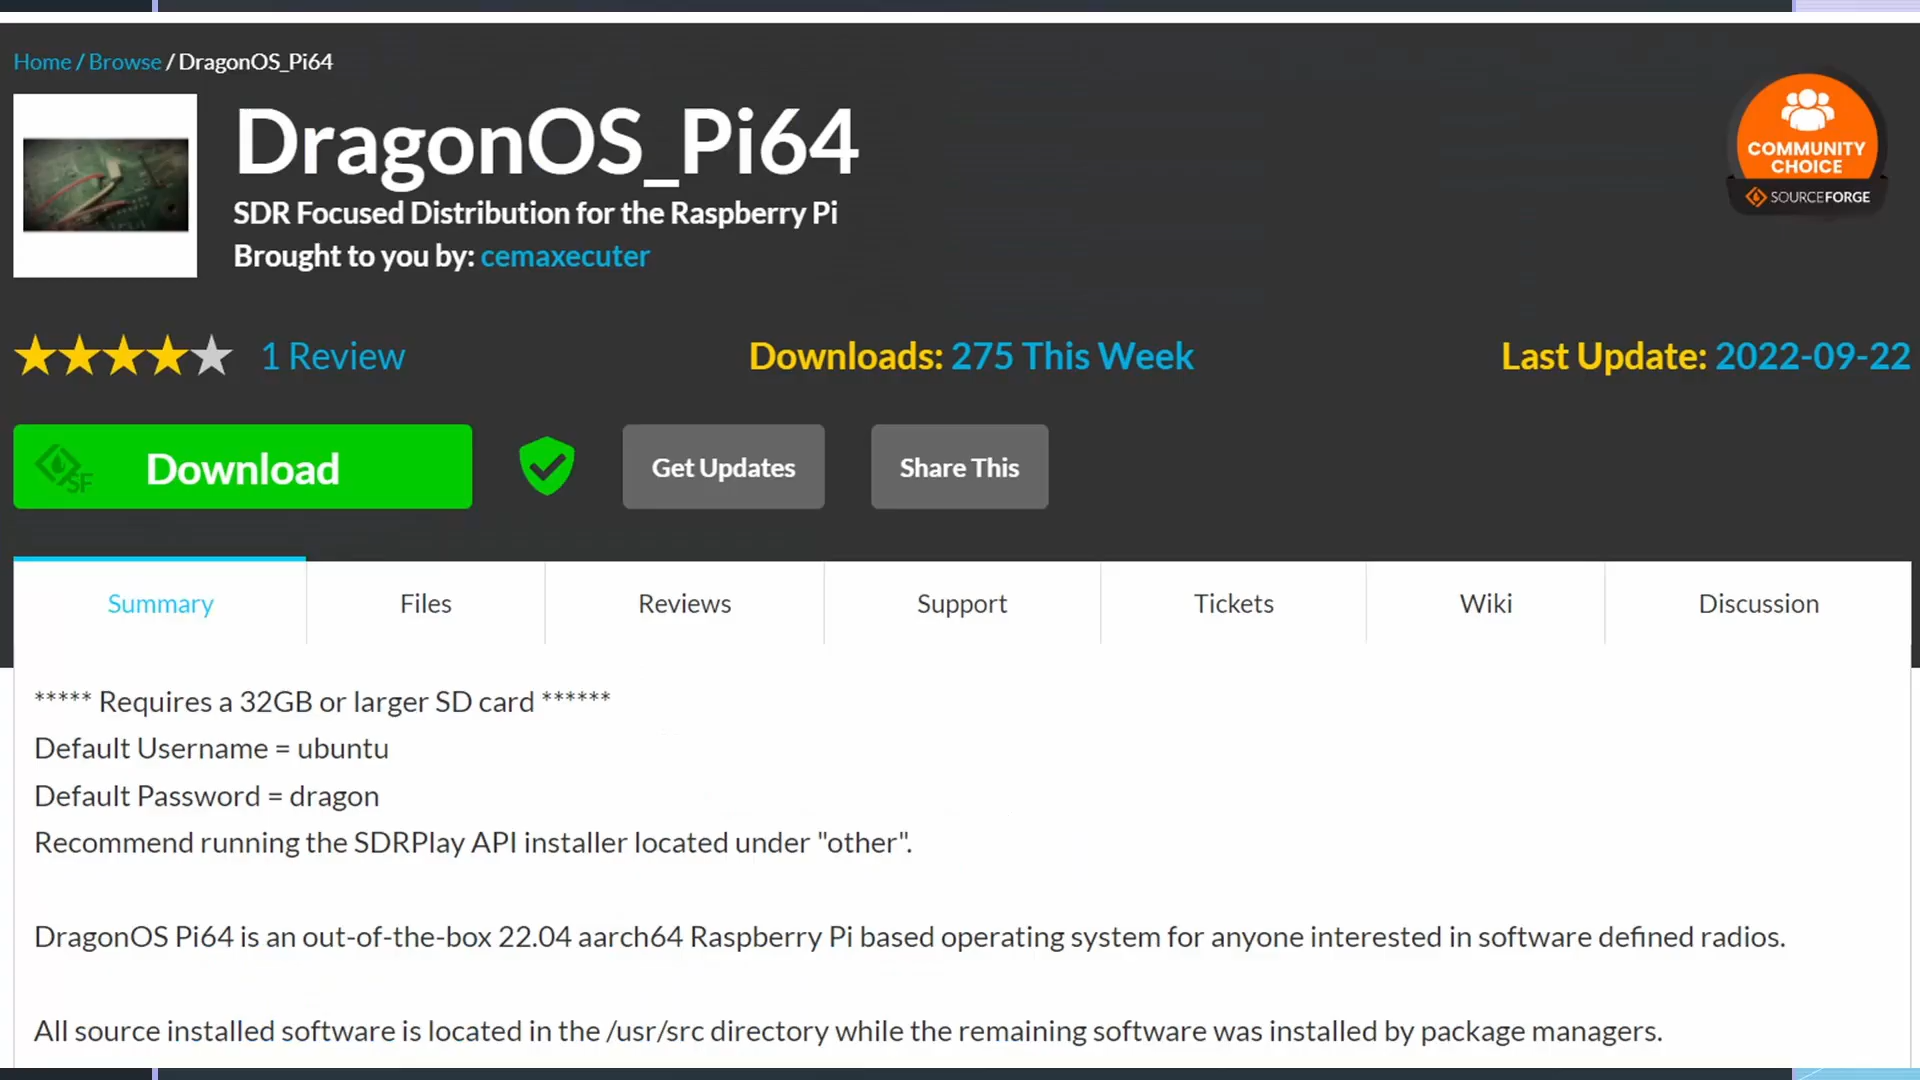 Home / Browse / DragonOS_Pi64
DragonOS_Pi64
SDR Focused Distribution for the Raspberry Pi
Brought to you by: cemaxecuter
COMMUNITY
CHOICE
SOURCEFORGE
1 Review
Downloads: 275 This Week
Last Update: 2022-09-22
SF
Download
Get Updates
Share This
Summary
Files
Reviews
Support
Tickets
Wiki
Discussion
***** Requires a 32GB or larger SD card ******
Default Username = ubuntu
Default Password = dragon
Recommend running the SDRPlay API installer located under "other".
DragonOS Pi64 is an out-of-the-box 22.04 aarch64 Raspberry Pi based operating system for anyone interested in software defined radios.
All source installed software is located in the /usr/src directory while the remaining software was installed by package managers.